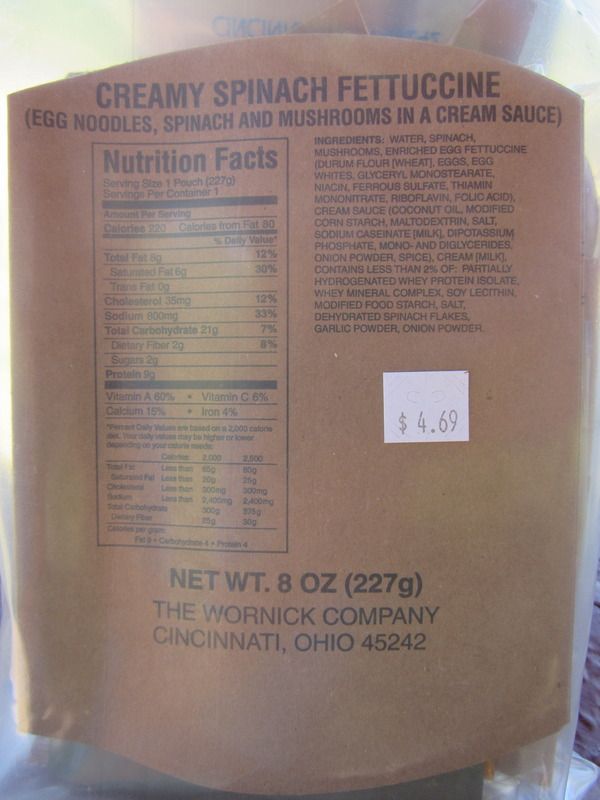 CREAMY SPINACH FETTUCCINE
(EGG NOODLES, SPINACH AND MUSHROOMS IN A CREAM SAUCE)
Nutrition Facts
Serving Size 1 Pouch (227g)
Servings Per Container 1
Amount Per Serving
Calories 220 Calories from Fat 80
% Daily Value*
Total Fat 8g 12%
Saturated Fat 6g 30%
Trans Fat 0g
Cholesterol 35mg 12%
Sodium 800mg 33%
Total Carbohydrate 21g 7%
Dietary Fiber 2g 8%
Sugars 2g
Protein 9g
Vitamin A 60% • Vitamin C 6%
Calcium 15% • Iron 4%
*Percent Daily Values are based on a 2,000 calorie
diet. Your daily values may be higher or lower
depending on your calorie needs:
Calories: 2,000 2,500
Total Fat Less than 65g 80g
Saturated Fat Less than 20g 25g
Cholesterol Less than 300mg 300mg
Sodium Less than 2,400mg 2,400mg
Total Carbohydrate 300g 375g
Dietary Fiber 25g 30g
Calories per gram:
Fat 9 • Carbohydrate 4 • Protein 4
INGREDIENTS: WATER, SPINACH,
MUSHROOMS, ENRICHED EGG FETTUCCINE
(DURUM FLOUR [WHEAT], EGGS, EGG
WHITES, GLYCERYL MONOSTEARATE,
NIACIN, FERROUS SULFATE, THIAMIN
MONONITRATE, RIBOFLAVIN, FOLIC ACID),
CREAM SAUCE (COCONUT OIL, MODIFIED
CORN STARCH, MALTODEXTRIN, SALT,
SODIUM CASEINATE [MILK], DIPOTASSIUM
PHOSPHATE, MONO- AND DIGLYCERIDES,
ONION POWDER, SPICE), CREAM [MILK],
CONTAINS LESS THAN 2% OF: PARTIALLY
HYDROGENATED WHEY PROTEIN ISOLATE,
WHEY MINERAL COMPLEX, SOY LECITHIN,
MODIFIED FOOD STARCH, SALT,
DEHYDRATED SPINACH FLAKES,
GARLIC POWDER, ONION POWDER.
$ 4.69
NET WT. 8 OZ (227g)
THE WORNICK COMPANY
CINCINNATI, OHIO 45242